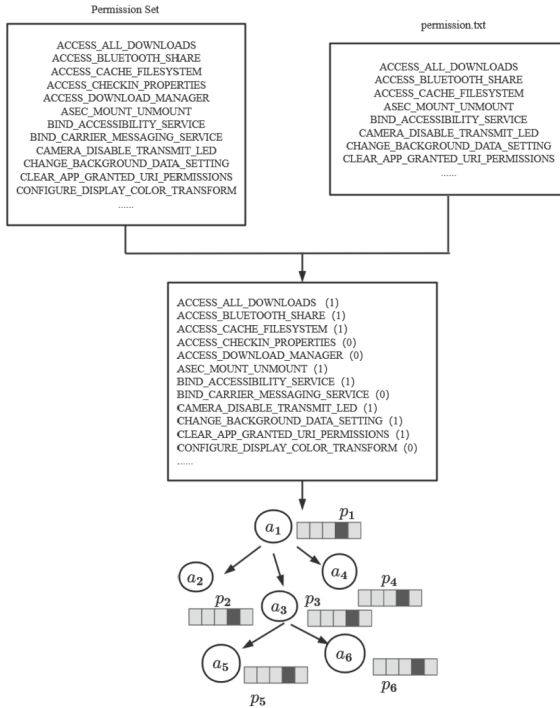 Permission Set
ACCESS_ALL_DOWNLOADS
ACCESS_BLUETOOTH_SHARE
ACCESS_CACHE_FILESYSTEM
ACCESS_CHECKIN_PROPERTIES
ACCESS_DOWNLOAD_MANAGER
ASEC_MOUNT_UNMOUNT
BIND_ACCESSIBILITY_SERVICE
BIND_CARRIER_MESSAGING_SERVICE
CAMERA_DISABLE_TRANSMIT_LED
CHANGE_BACKGROUND_DATA_SETTING
CLEAR_APP_GRANTED_URI_PERMISSIONS
CONFIGURE_DISPLAY_COLOR_TRANSFORM
......
permission.txt
ACCESS_ALL_DOWNLOADS
ACCESS_BLUETOOTH_SHARE
ACCESS_CACHE_FILESYSTEM
ASEC_MOUNT_UNMOUNT
BIND_ACCESSIBILITY_SERVICE
CAMERA_DISABLE_TRANSMIT_LED
CHANGE_BACKGROUND_DATA_SETTING
CLEAR_APP_GRANTED_URI_PERMISSIONS
......
ACCESS_ALL_DOWNLOADS (1)
ACCESS_BLUETOOTH_SHARE (1)
ACCESS_CACHE_FILESYSTEM (1)
ACCESS_CHECKIN_PROPERTIES (0)
ACCESS_DOWNLOAD_MANAGER (0)
ASEC_MOUNT_UNMOUNT (1)
BIND_ACCESSIBILITY_SERVICE (1)
BIND_CARRIER_MESSAGING_SERVICE (0)
CAMERA_DISABLE_TRANSMIT_LED (1)
CHANGE_BACKGROUND_DATA_SETTING (1)
CLEAR_APP_GRANTED_URI_PERMISSIONS (1)
CONFIGURE_DISPLAY_COLOR_TRANSFORM (0)
......
a₁ p₁
a₂ a₄ p₄
p₂ a₃ p₃
a₅ a₆
p₅ p₆